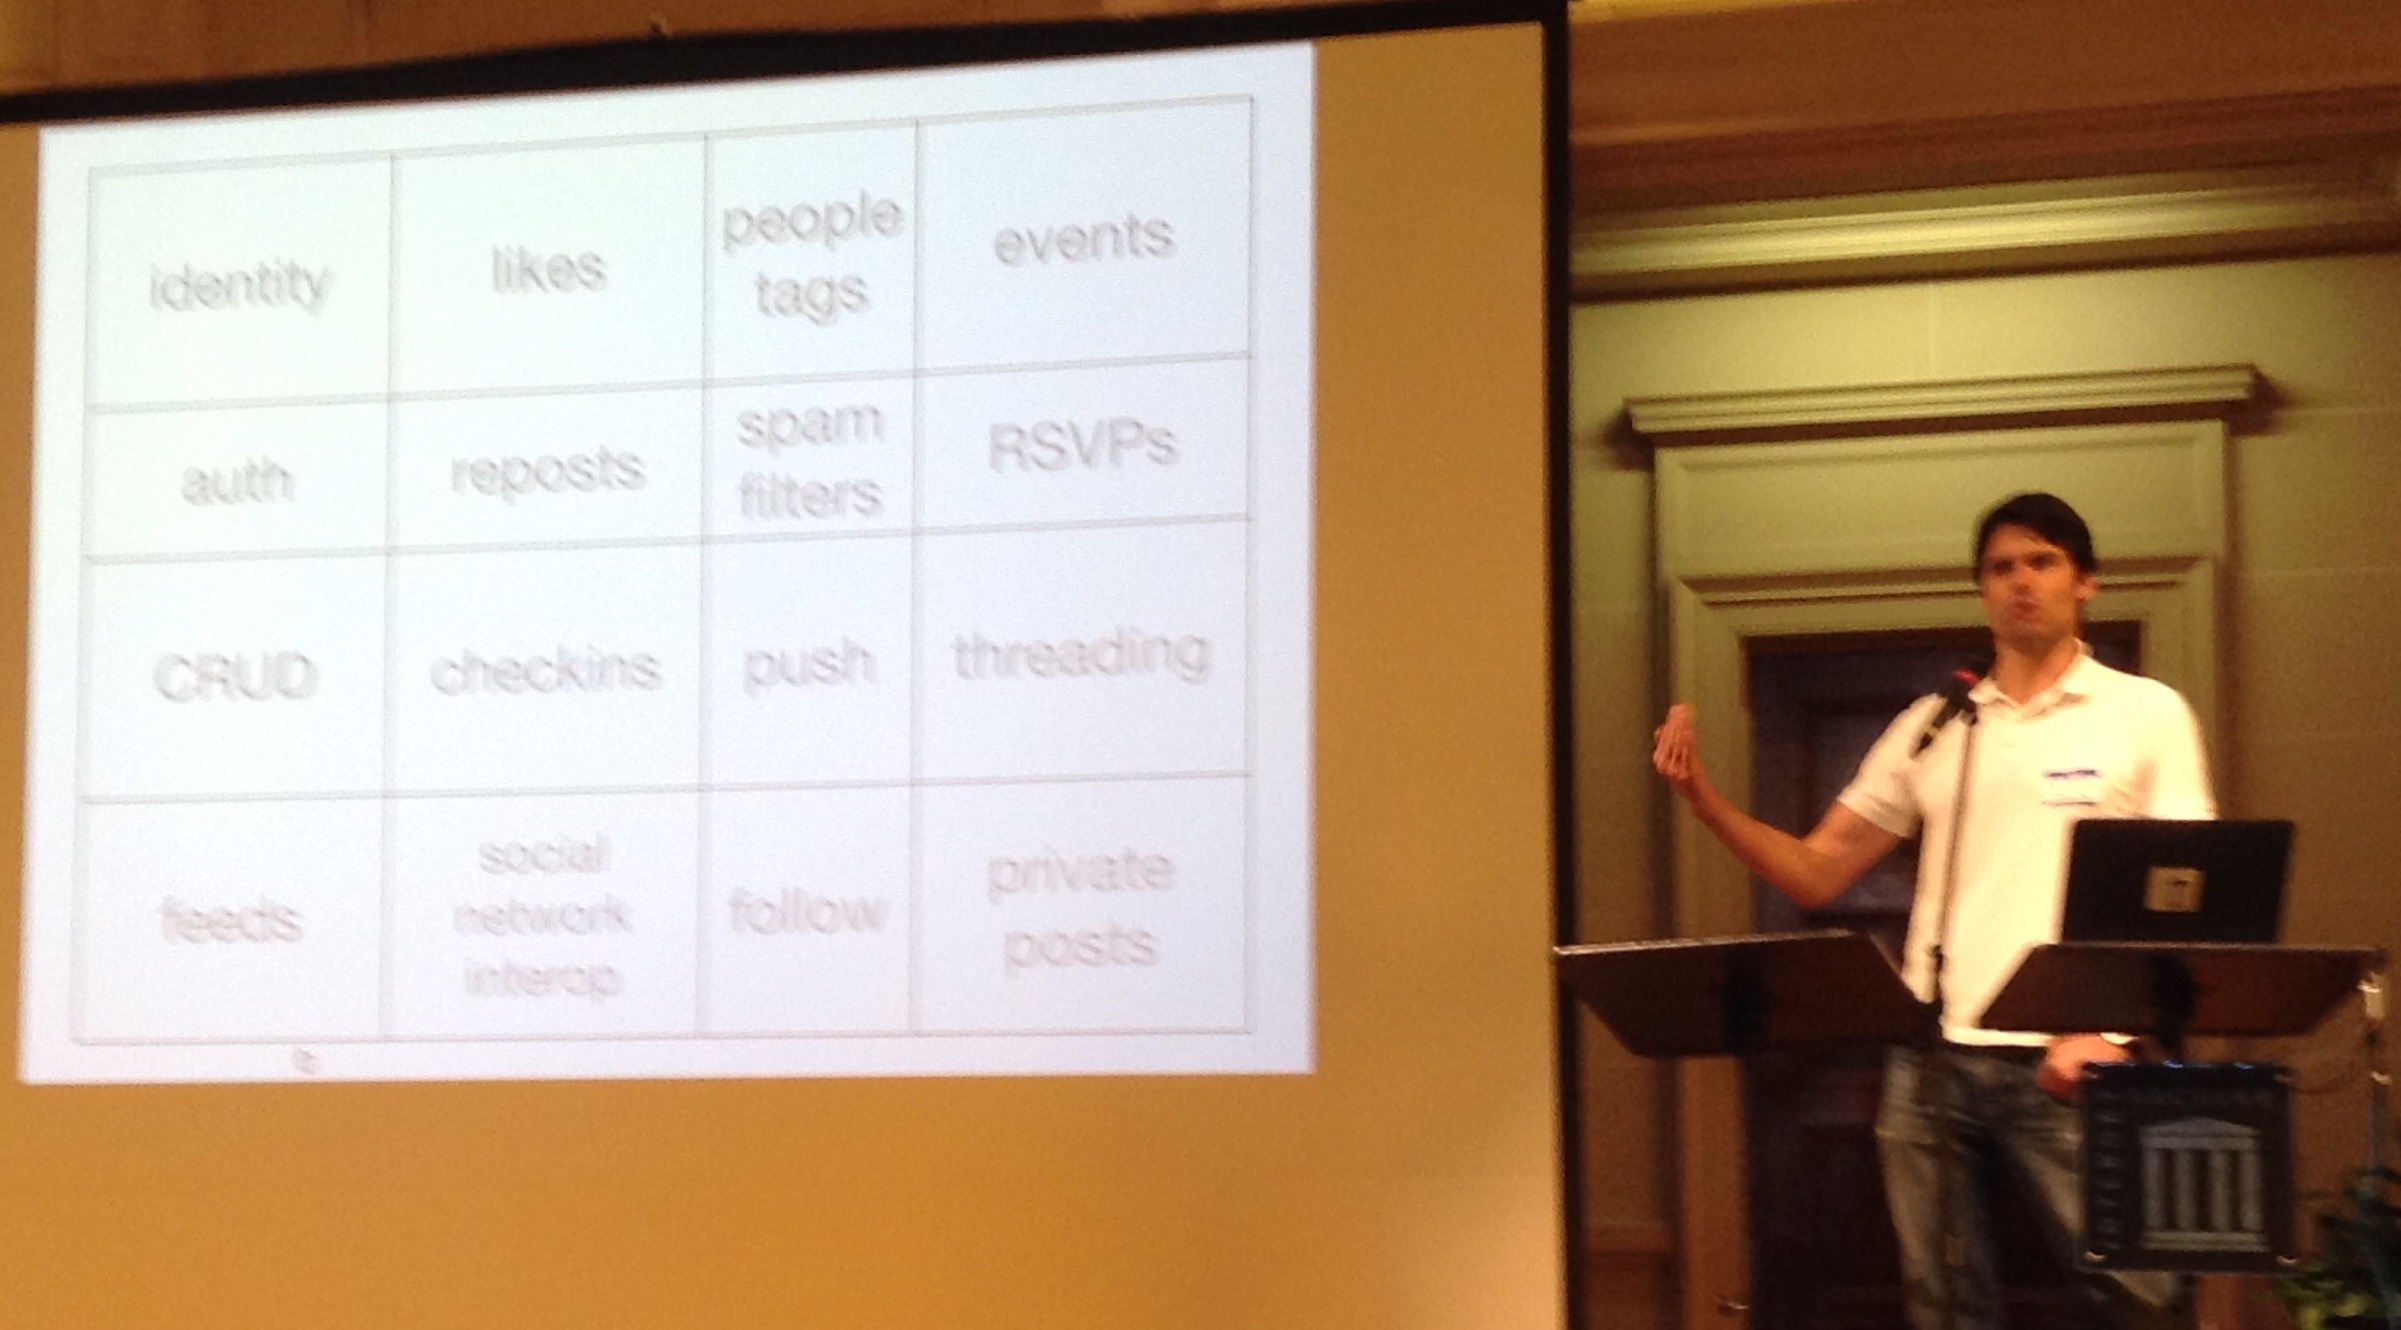 identity
likes
people
tags
events
auth
reposts
spam
filters
RSVPs
CRUD
checkins
push
threading
feeds
social
network
interop
follow
private
posts
INTERNET